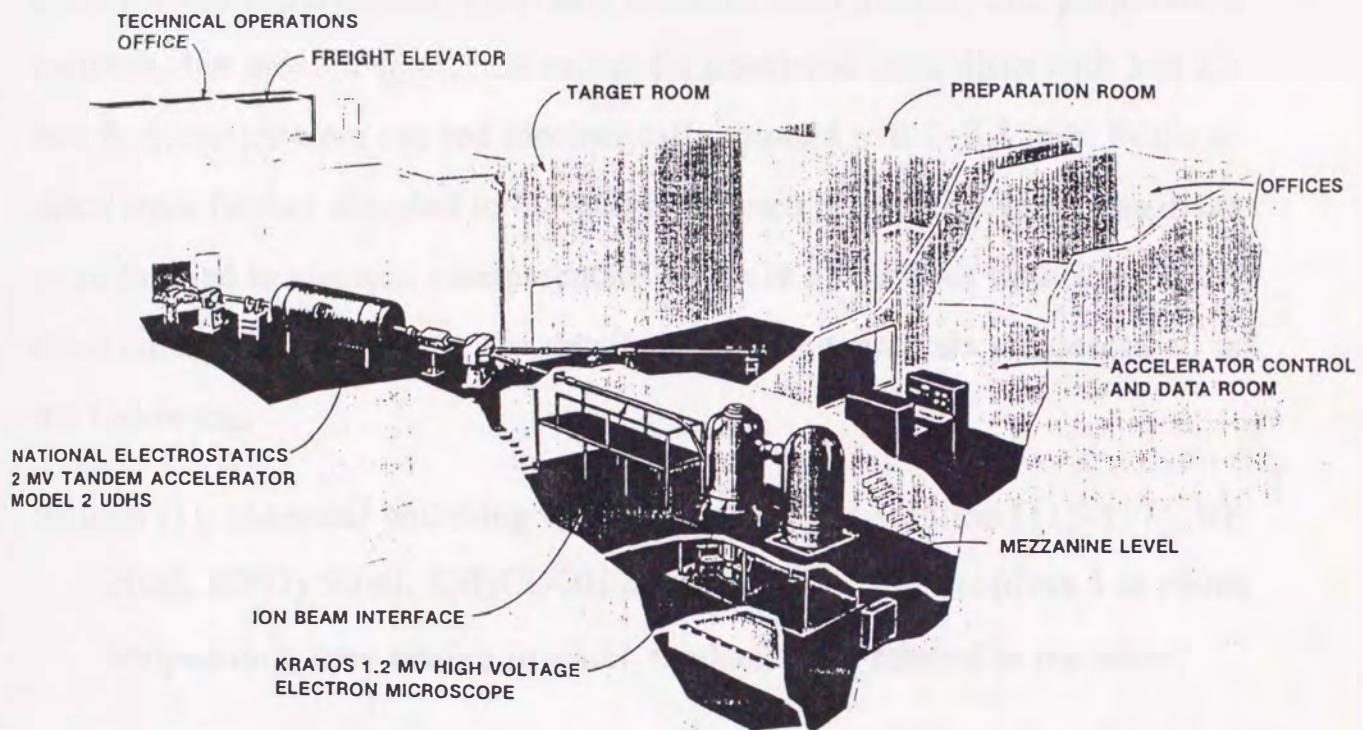 TECHNICAL OPERATIONS
OFFICE
FREIGHT ELEVATOR
TARGET ROOM
PREPARATION ROOM
OFFICES
ACCELERATOR CONTROL
AND DATA ROOM
NATIONAL ELECTROSTATICS
2 MV TANDEM ACCELERATOR
MODEL 2 UDHS
MEZZANINE LEVEL
ION BEAM INTERFACE
KRATOS 1.2 MV HIGH VOLTAGE
ELECTRON MICROSCOPE